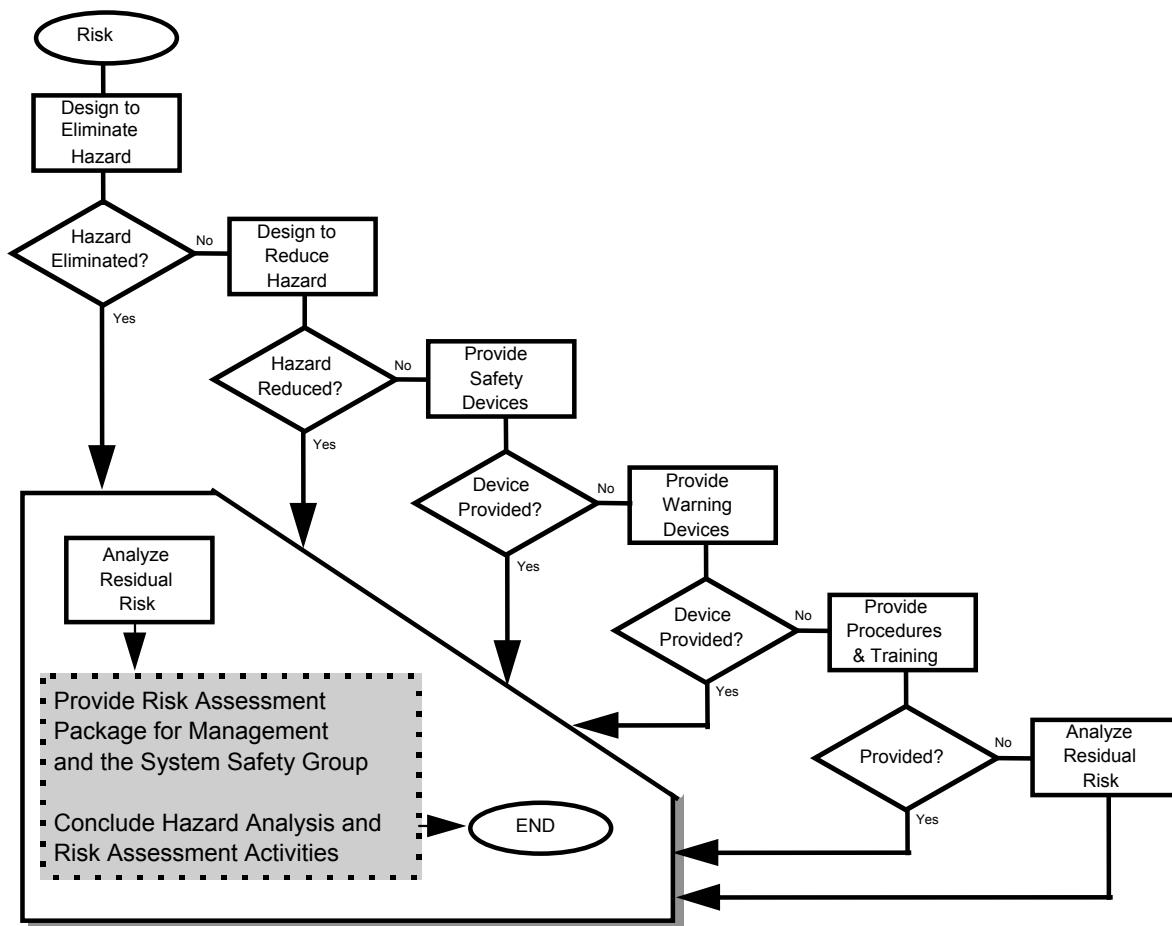 Risk
Design to
Eliminate
Hazard
Hazard
Eliminated?
No
Yes
Design to
Reduce
Hazard
Hazard
Reduced?
No
Yes
Provide
Safety
Devices
Device
Provided?
No
Yes
Provide
Warning
Devices
Device
Provided?
No
Yes
Provide
Procedures
& Training
Provided?
No
Yes
Analyze
Residual
Risk
Analyze
Residual
Risk
Provide Risk Assessment
Package for Management
and the System Safety Group
Conclude Hazard Analysis and
Risk Assessment Activities
END